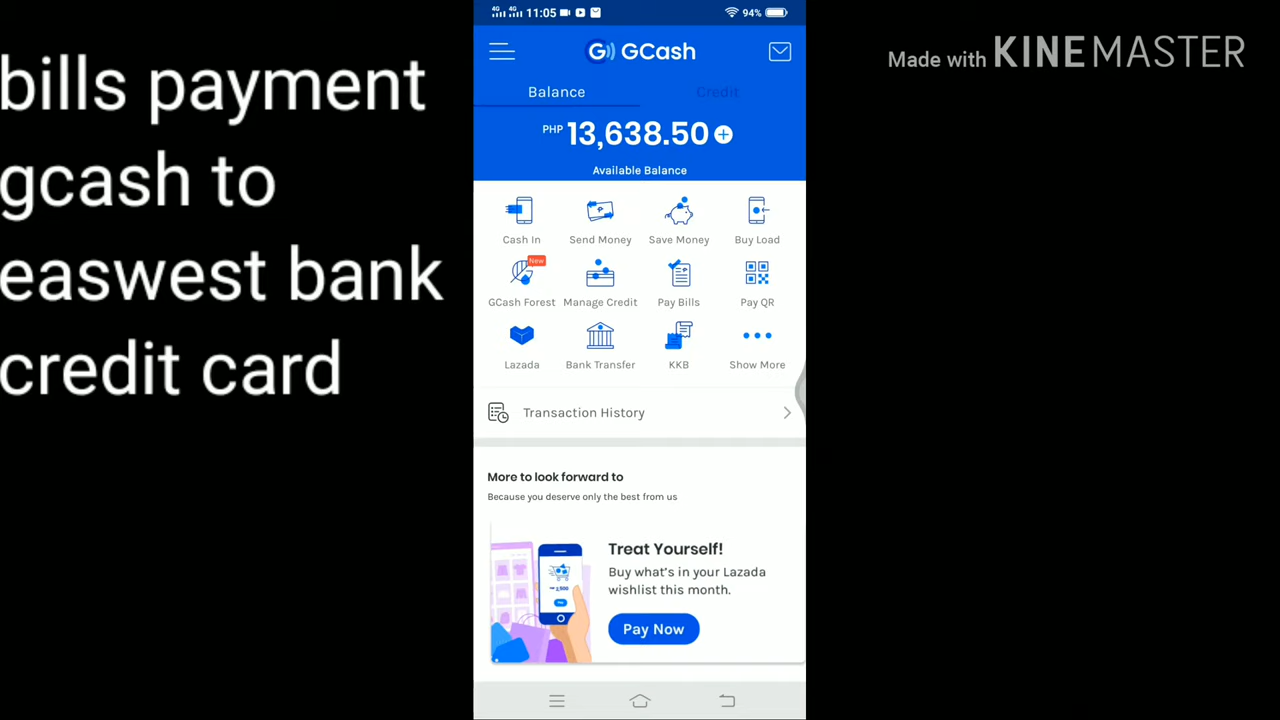 bills payment
gcash to
easwest bank
credit card
Made with KINEMASTER
4G 4G 11:05 94%
GCash
Balance Credit
PHP 13,638.50
Available Balance
Cash In Send Money Save Money Buy Load
New
GCash Forest Manage Credit Pay Bills Pay QR
Lazada Bank Transfer KKB Show More
Transaction History
More to look forward to
Because you deserve only the best from us
Treat Yourself!
Buy what's in your Lazada
wishlist this month.
Pay Now